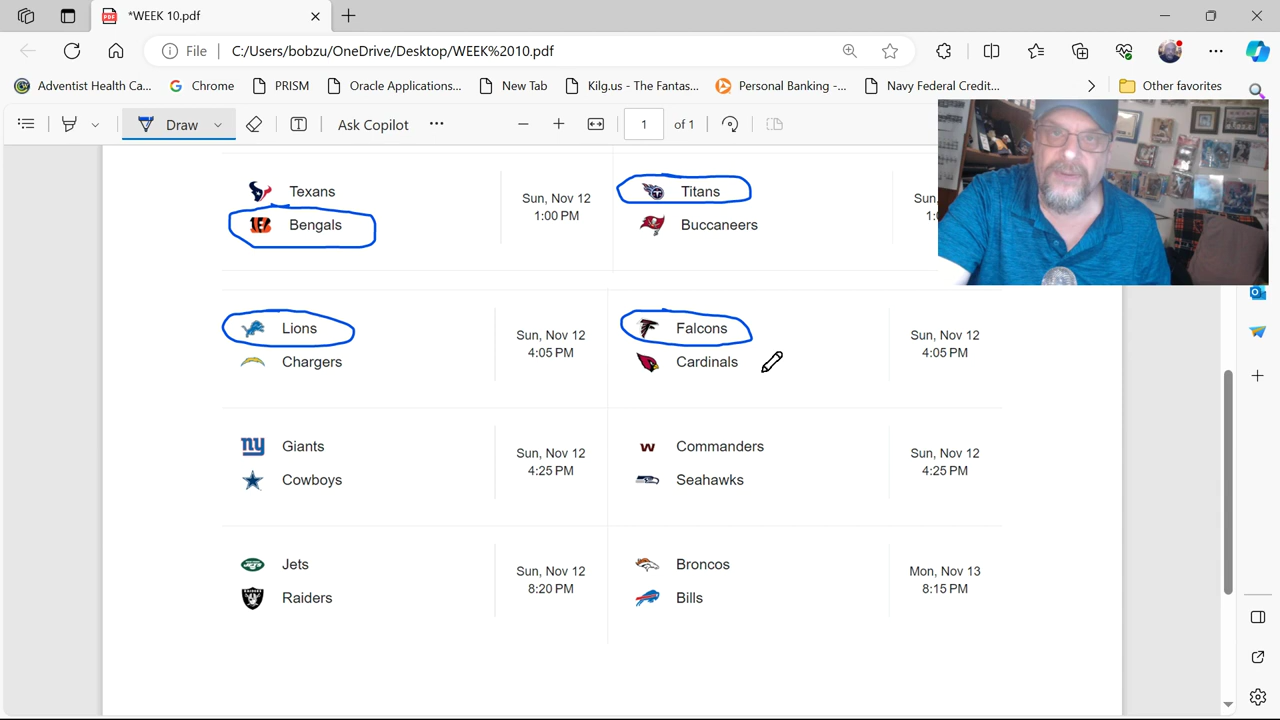 *WEEK 10.pdf
File
C:/Users/bobzu/OneDrive/Desktop/WEEK%2010.pdf
Adventist Health Ca...
Chrome
PRISM
Oracle Applications...
New Tab
Kilg.us - The Fantas...
Personal Banking -...
Navy Federal Credit...
Other favorites
Draw
Ask Copilot
1
of 1
Texans
Bengals
Sun, Nov 12
1:00 PM
Titans
Buccaneers
Sun,
Lions
Chargers
Sun, Nov 12
4:05 PM
Falcons
Cardinals
Sun, Nov 12
4:05 PM
Giants
Cowboys
Sun, Nov 12
4:25 PM
Commanders
Seahawks
Sun, Nov 12
4:25 PM
Jets
Raiders
Sun, Nov 12
8:20 PM
Broncos
Bills
Mon, Nov 13
8:15 PM